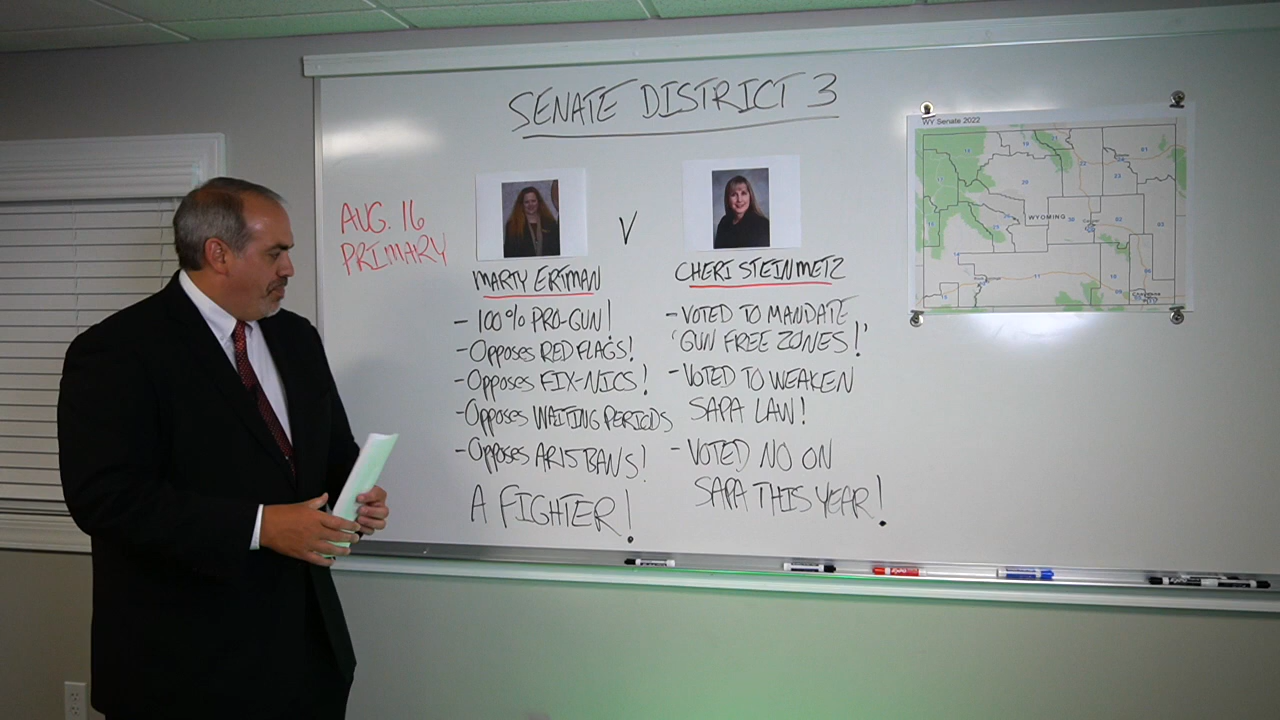 SENATE DISTRICT 3
AUG. 16
PRIMARY
V
MARTY ERTMAN
- 100% PRO-GUN!
- Opposes RED FLAGS!
- Opposes FIX-NICS!
- Opposes WAITING PERIODS
- Opposes AR15 BANS!
A FIGHTER!
CHERI STEINMETZ
- VOTED TO MANDATE
'GUN FREE ZONES!'
- VOTED TO WEAKEN
SAPA LAW!
- VOTED NO ON
SAPA THIS YEAR!
WY Senate 2022
WYOMING